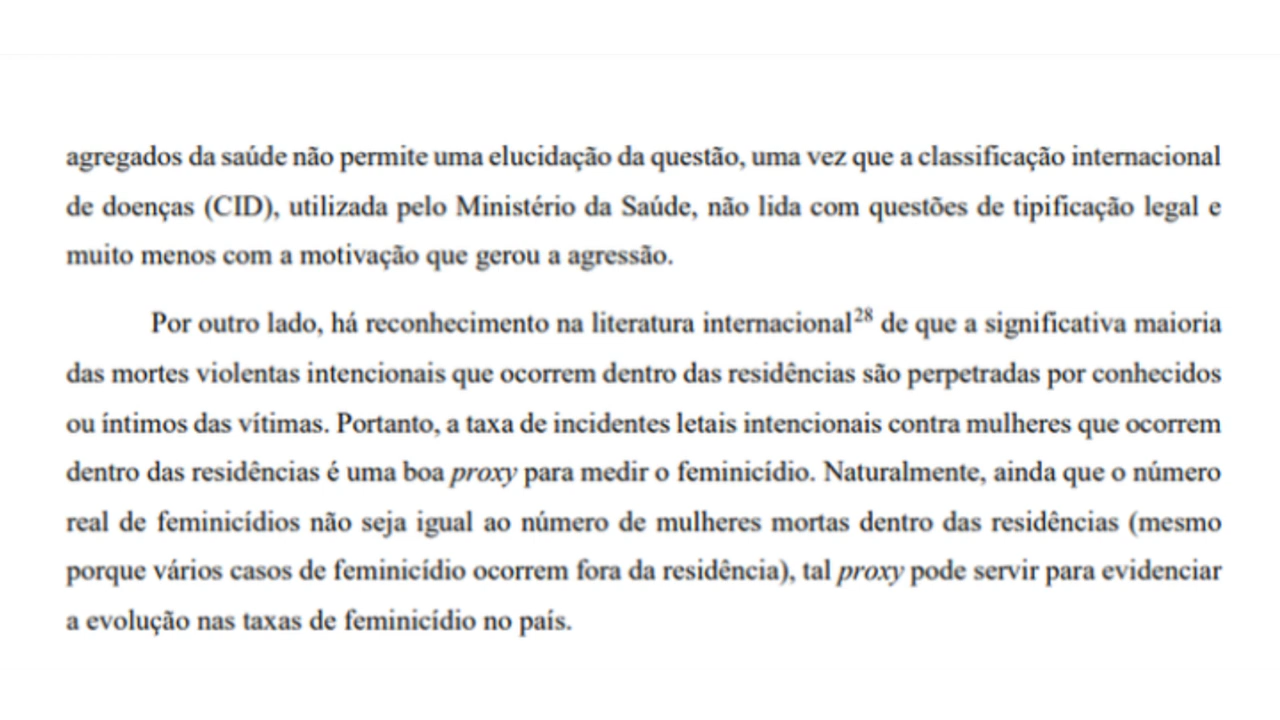 agregados da saúde não permite uma elucidação da questão, uma vez que a classificação internacional
de doenças (CID), utilizada pelo Ministério da Saúde, não lida com questões de tipificação legal e
muito menos com a motivação que gerou a agressão.
Por outro lado, há reconhecimento na literatura internacional²⁸ de que a significativa maioria
das mortes violentas intencionais que ocorrem dentro das residências são perpetradas por conhecidos
ou íntimos das vítimas. Portanto, a taxa de incidentes letais intencionais contra mulheres que ocorrem
dentro das residências é uma boa proxy para medir o feminicídio. Naturalmente, ainda que o número
real de feminicídios não seja igual ao número de mulheres mortas dentro das residências (mesmo
porque vários casos de feminicídio ocorrem fora da residência), tal proxy pode servir para evidenciar
a evolução nas taxas de feminicídio no país.